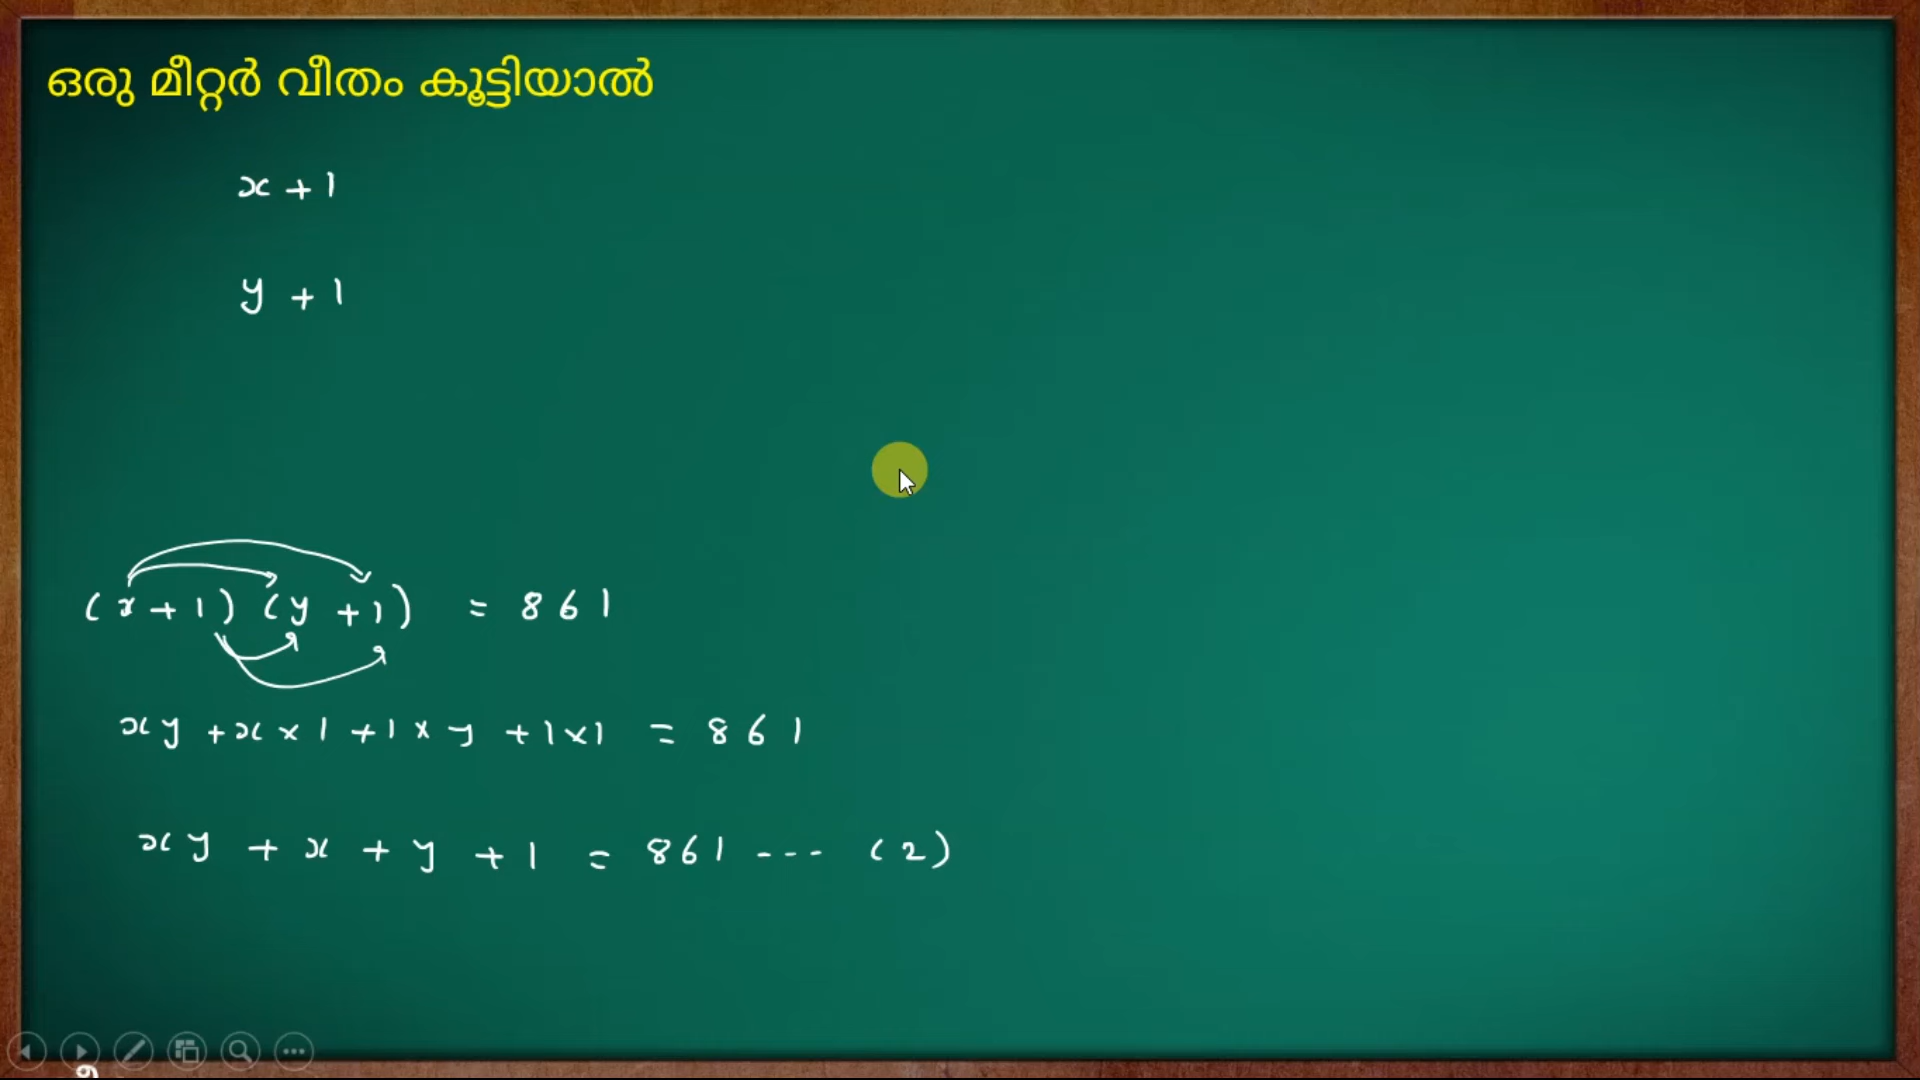 ഒരു മീറ്റർ വീതം കൂട്ടിയാൽ
x + 1
y + 1
(x + 1) (y + 1) = 861
xy + x × 1 + 1 × y + 1 × 1 = 861
xy + x + y + 1 = 861 --- (2)